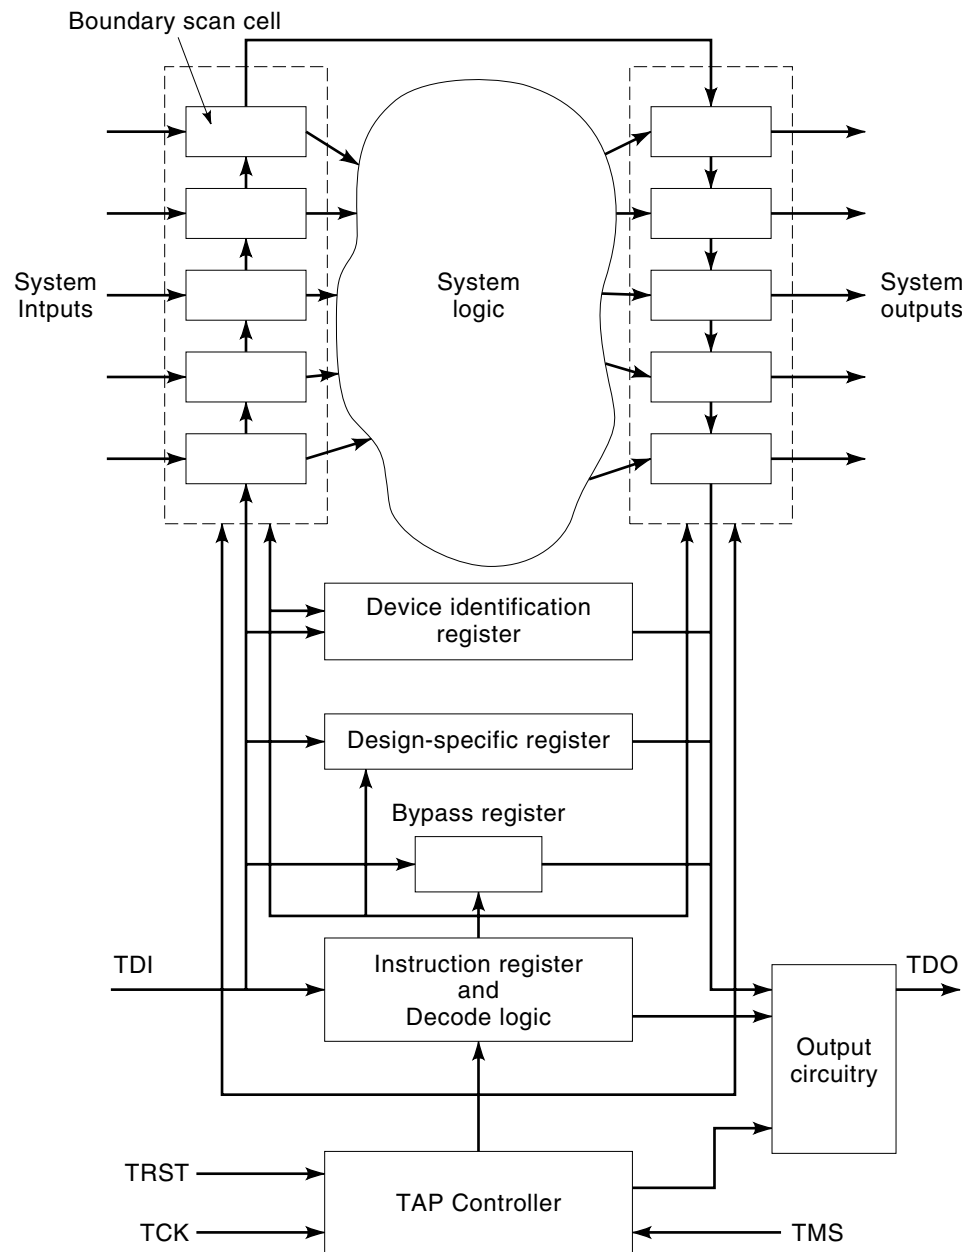 Boundary scan cell
System
Intputs
System
logic
System
outputs
Device identification
register
Design-specific register
Bypass register
TDI
Instruction register
and
Decode logic
TDO
Output
circuitry
TRST
TAP Controller
TCK
TMS